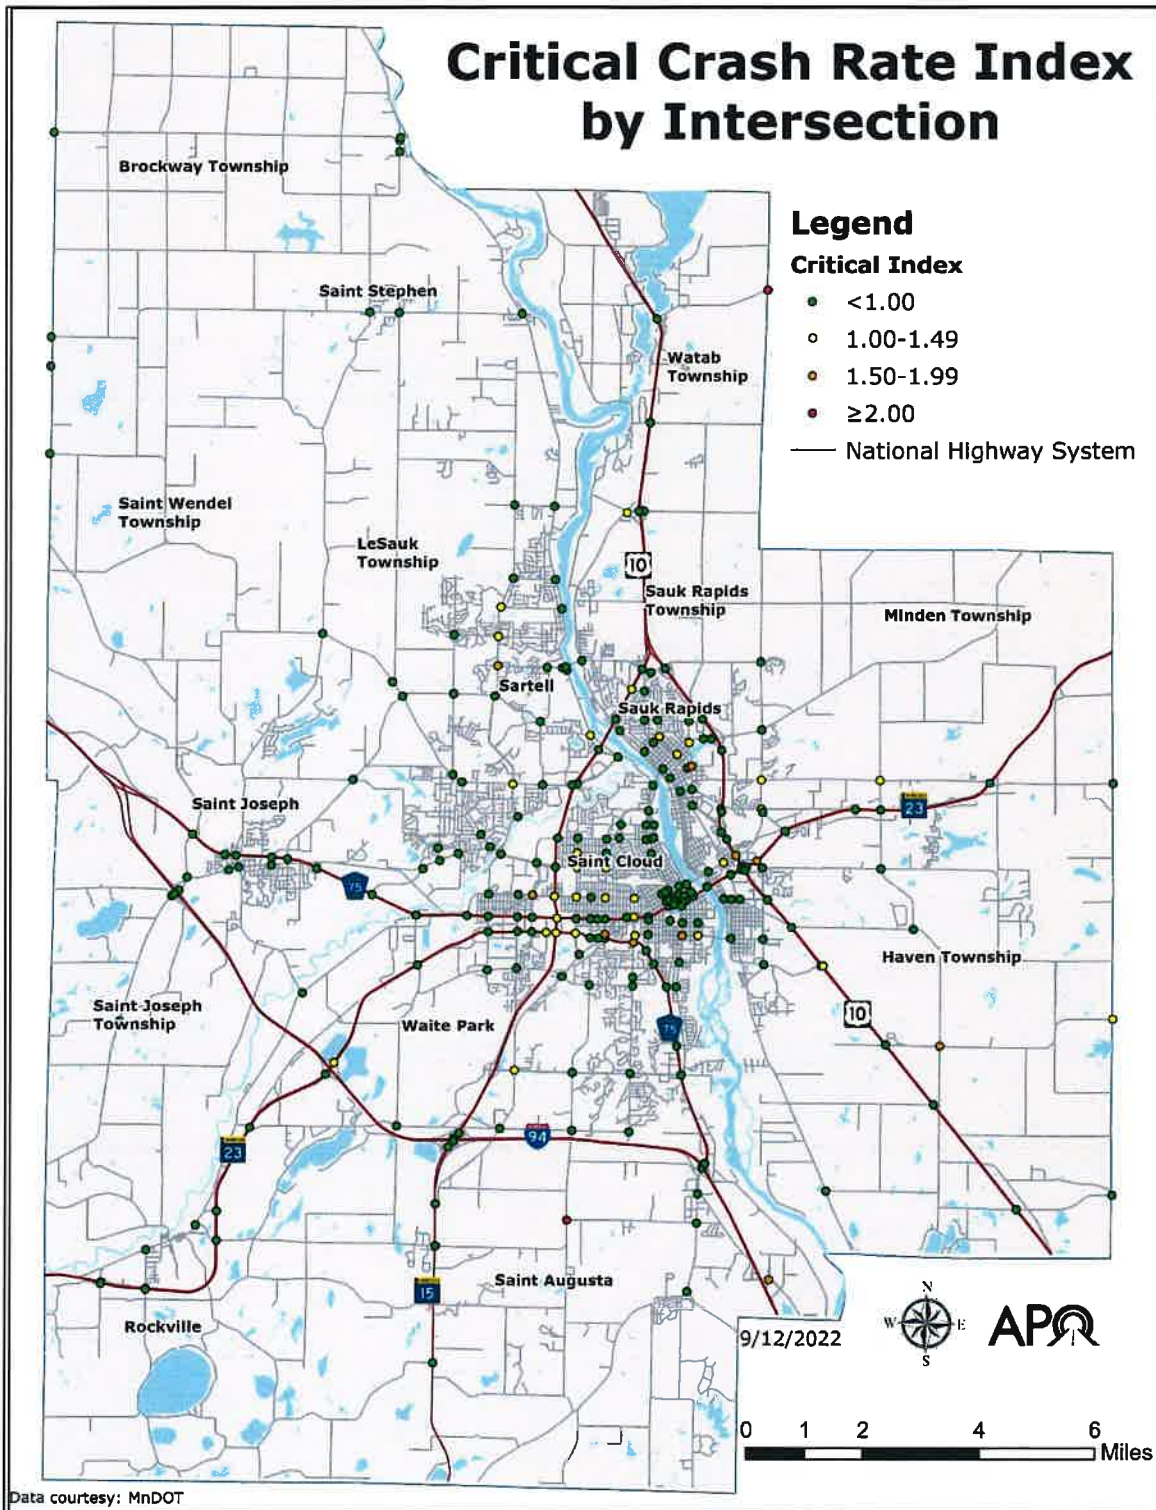 Critical Crash Rate Index
by Intersection
Legend
Critical Index
<1.00
1.00-1.49
1.50-1.99
≥2.00
National Highway System
Brockway Township
Saint Stephen
Watab
Township
Saint Wendel
Township
LeSauk
Township
10
Sauk Rapids
Township
Minden Township
Sartell
Sauk Rapids
Saint Joseph
23
Saint Cloud
75
Haven Township
Saint Joseph
Township
Waite Park
10
75
94
23
Saint Augusta
15
Rockville
9/12/2022
N
W
E
S
APO
0 1 2 4 6
Miles
Data courtesy: MnDOT